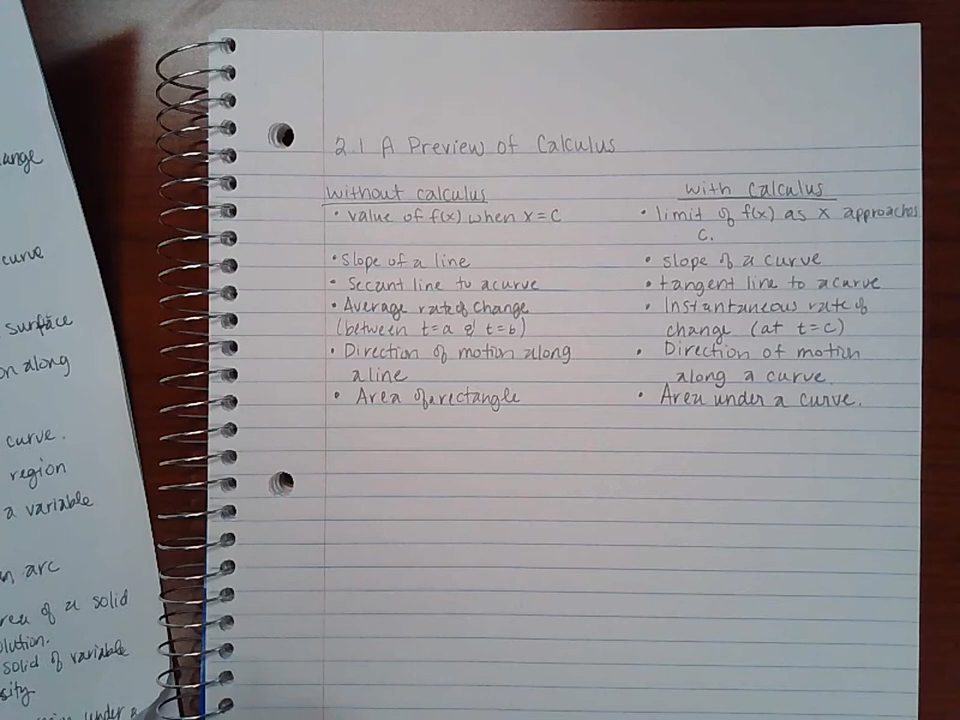 ange
curve
surface
on along
curve.
region
a variable
n arc
rea of a solid
olution.
solid of variable
sity
under a
2.1 A Preview of Calculus
without calculus
• value of f(x) when x = c
• Slope of a line
• Secant line to a curve
• Average rate of change
(between t=a & t=b)
• Direction of motion along
a line
• Area of a rectangle
with calculus
• limit of f(x) as x approaches
c.
• slope of a curve
• tangent line to a curve
• Instantaneous rate of
change (at t=c)
• Direction of motion
along a curve.
• Area under a curve.